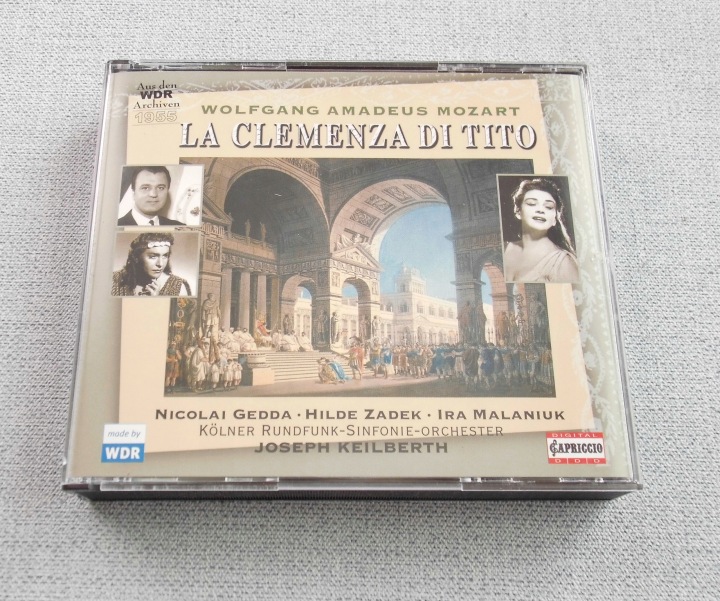 Aus den
WDR
Archiven
1955
WOLFGANG AMADEUS MOZART
LA CLEMENZA DI TITO
NICOLAI GEDDA · HILDE ZADEK · IRA MALANIUK
KÖLNER RUNDFUNK-SINFONIE-ORCHESTER
JOSEPH KEILBERTH
made by
WDR
DIGITAL
CAPRICCIO
D D D